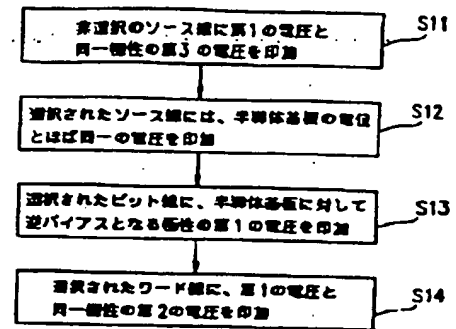 非選択のソース線に第1の電圧と
同一極性の第3の電圧を印加
S11
選択されたソース線には、半導体基板の電位
とほぼ同一の電圧を印加
S12
選択されたビット線に、半導体基板に対して
逆バイアスとなる極性の第1の電圧を印加
S13
選択されたワード線に、第1の電圧と
同一極性の第2の電圧を印加
S14